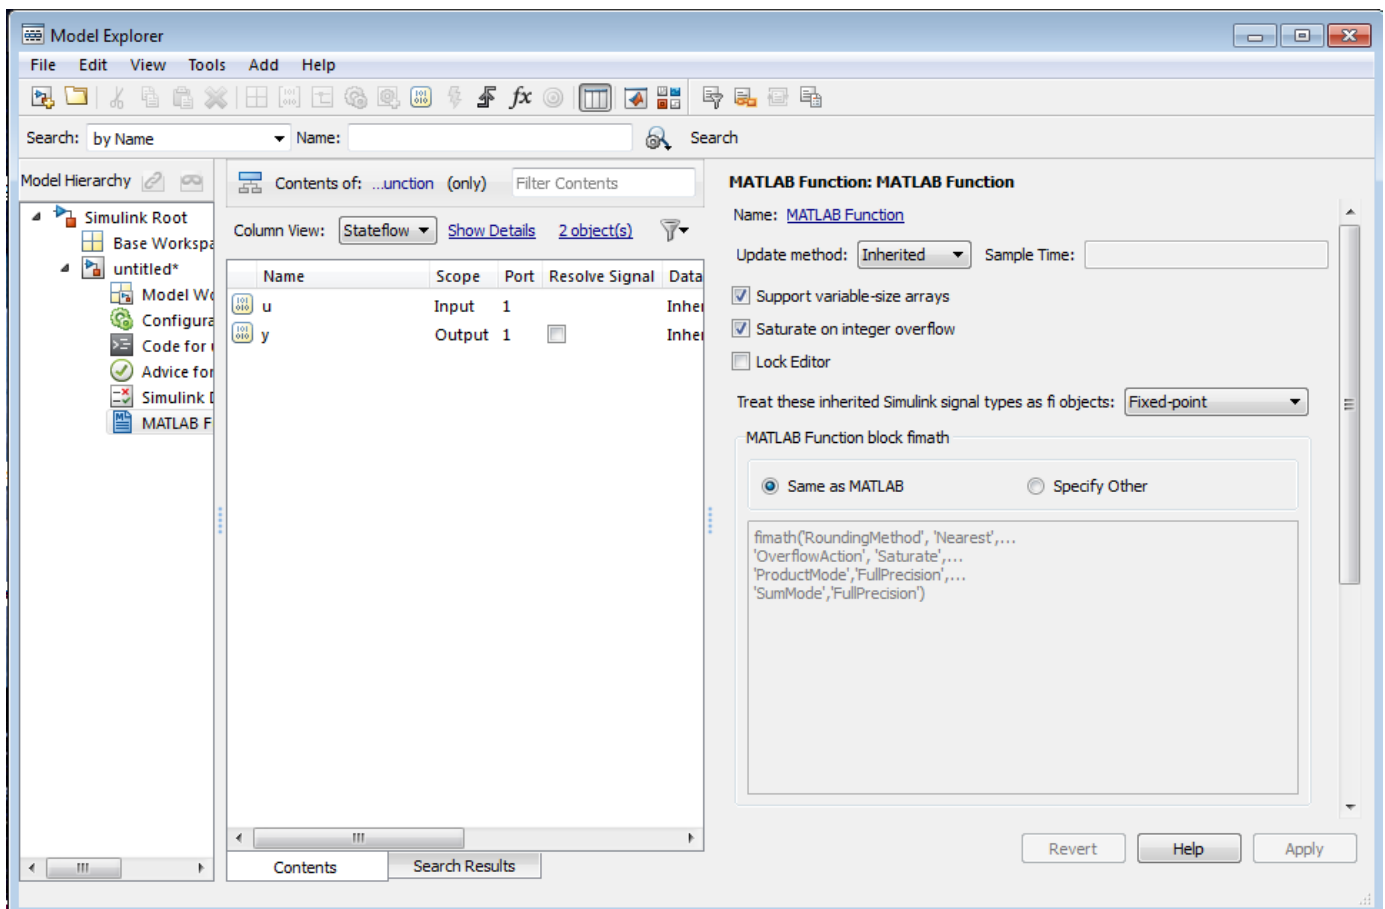 Model Explorer
File Edit View Tools Add Help
fx
Search: by Name Name: Search
Model Hierarchy
Simulink Root
Base Workspa
untitled*
Model Wo
Configura
Code for
Advice for
Simulink D
MATLAB F
Contents of: ...unction (only) Filter Contents
Column View: Stateflow Show Details 2 object(s)
Name Scope Port Resolve Signal Data
u Input 1 Inher
y Output 1 Inher
Contents Search Results
MATLAB Function: MATLAB Function
Name: MATLAB Function
Update method: Inherited Sample Time:
Support variable-size arrays
Saturate on integer overflow
Lock Editor
Treat these inherited Simulink signal types as fi objects: Fixed-point
MATLAB Function block fimath
Same as MATLAB Specify Other
fimath('RoundingMethod', 'Nearest',...
'OverflowAction', 'Saturate',...
'ProductMode','FullPrecision',...
'SumMode','FullPrecision')
Revert Help Apply